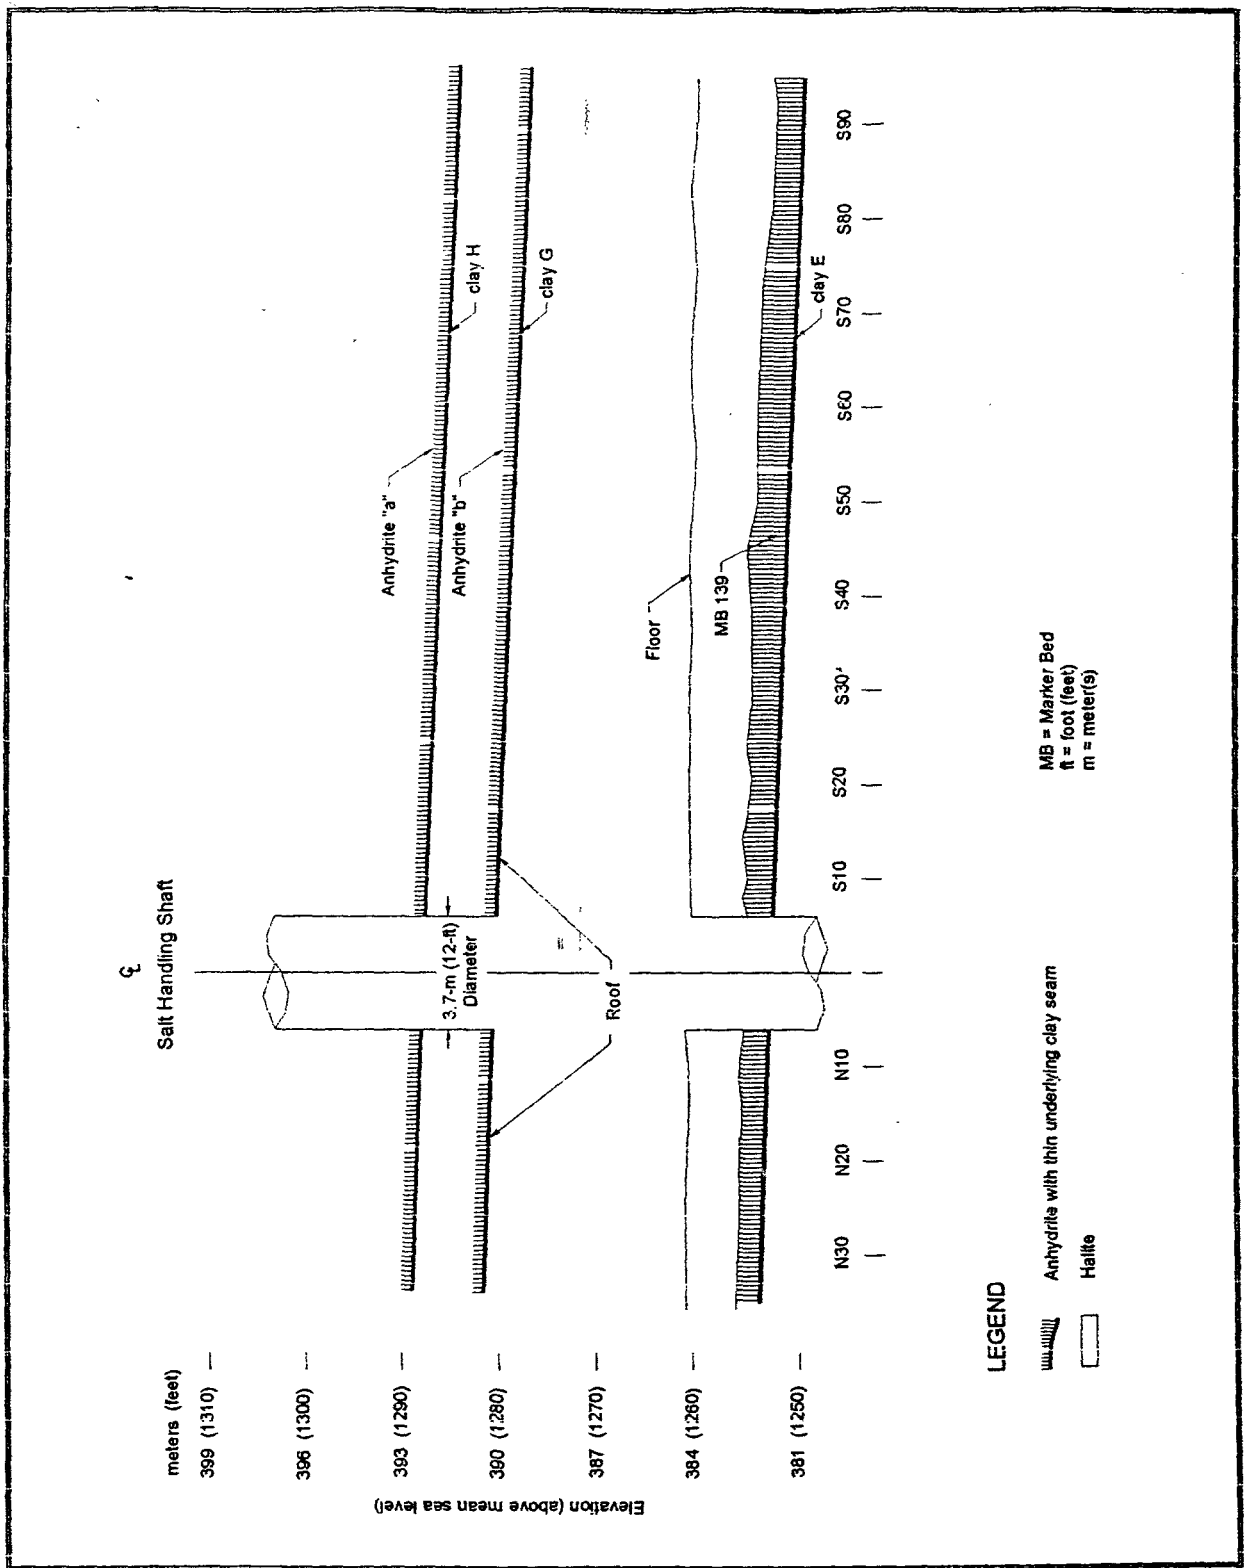 ℄
Salt Handling Shaft
meters (feet)
399 (1310)
396 (1300)
393 (1290)
390 (1280)
387 (1270)
384 (1260)
381 (1250)
Elevation (above mean sea level)
3.7-m (12-ft)
Diameter
Roof
Anhydrite "a"
Anhydrite "b"
clay H
clay G
Floor
MB 139
clay E
N30
N20
N10
S10
S20
S30
S40
S50
S60
S70
S80
S90
LEGEND
Anhydrite with thin underlying clay seam
Halite
MB = Marker Bed
ft = foot (feet)
m = meter(s)